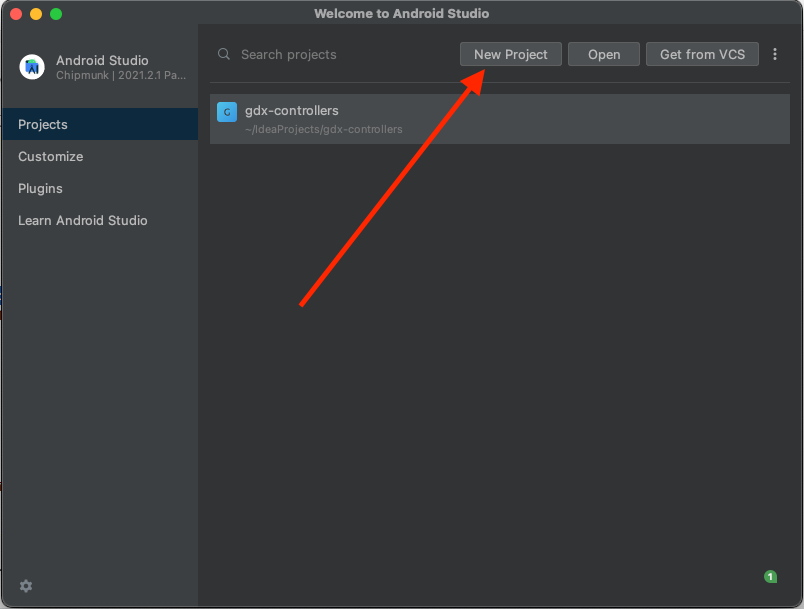 Welcome to Android Studio
Android Studio
Chipmunk | 2021.2.1 Pa...
Projects
Customize
Plugins
Learn Android Studio
Search projects
New Project
Open
Get from VCS
G
gdx-controllers
~/IdeaProjects/gdx-controllers
1